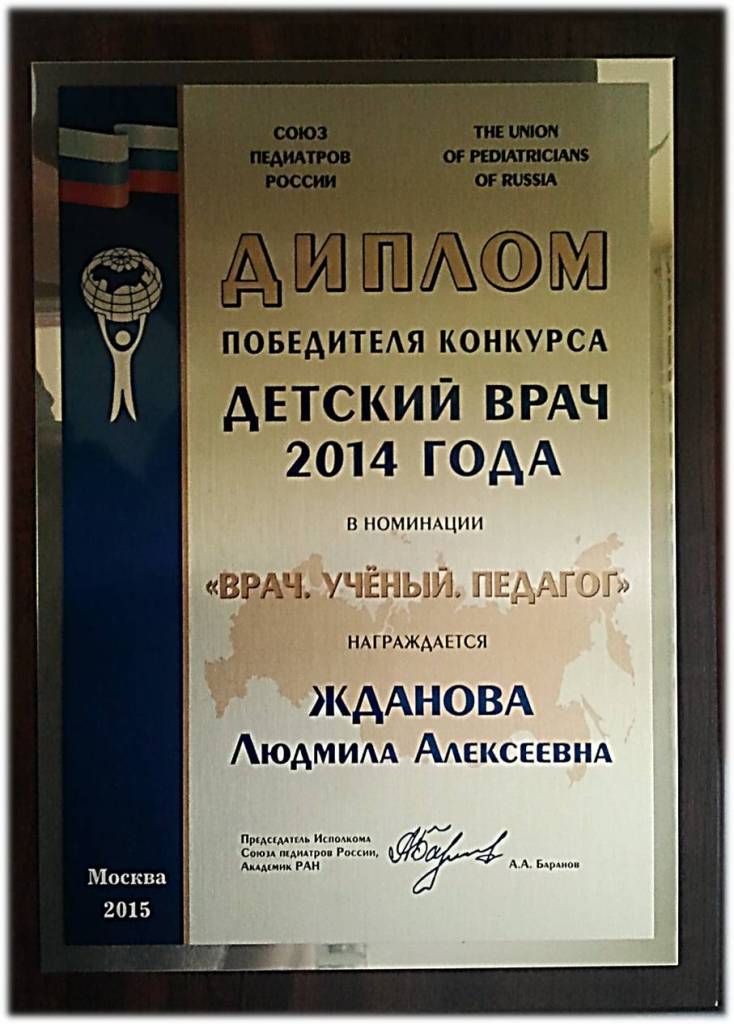 СОЮЗ
ПЕДИАТРОВ
РОССИИ
THE UNION
OF PEDIATRICIANS
OF RUSSIA
ДИПЛОМ
ПОБЕДИТЕЛЯ КОНКУРСА
ДЕТСКИЙ ВРАЧ
2014 ГОДА
В НОМИНАЦИИ
«ВРАЧ. УЧЁНЫЙ. ПЕДАГОГ»
НАГРАЖДАЕТСЯ
ЖДАНОВА
ЛЮДМИЛА АЛЕКСЕЕВНА
Председатель Исполкома
Союза педиатров России,
Академик РАН
А.А. Баранов
Москва
2015